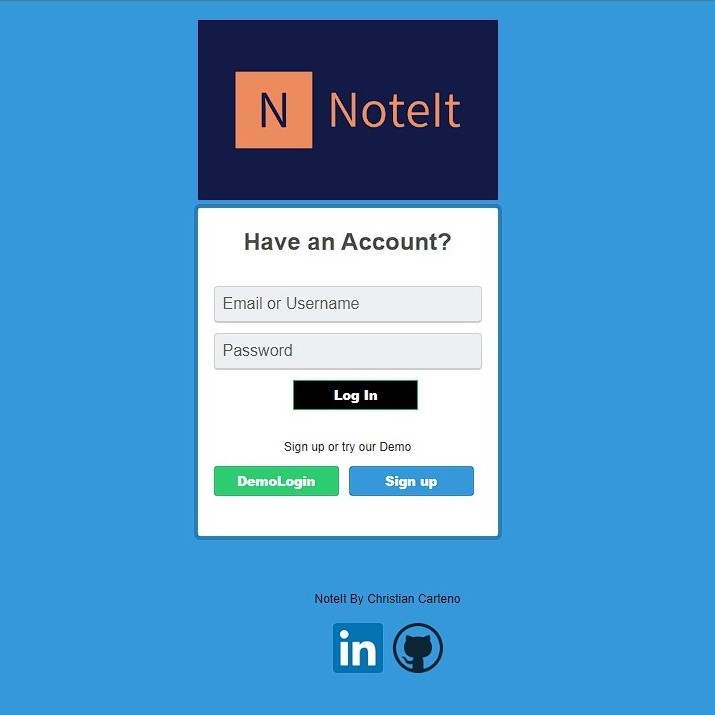 N NoteIt
Have an Account?
Email or Username
Password
Log In
Sign up or try our Demo
DemoLogin Sign up
NoteIt By Christian Carteno
in